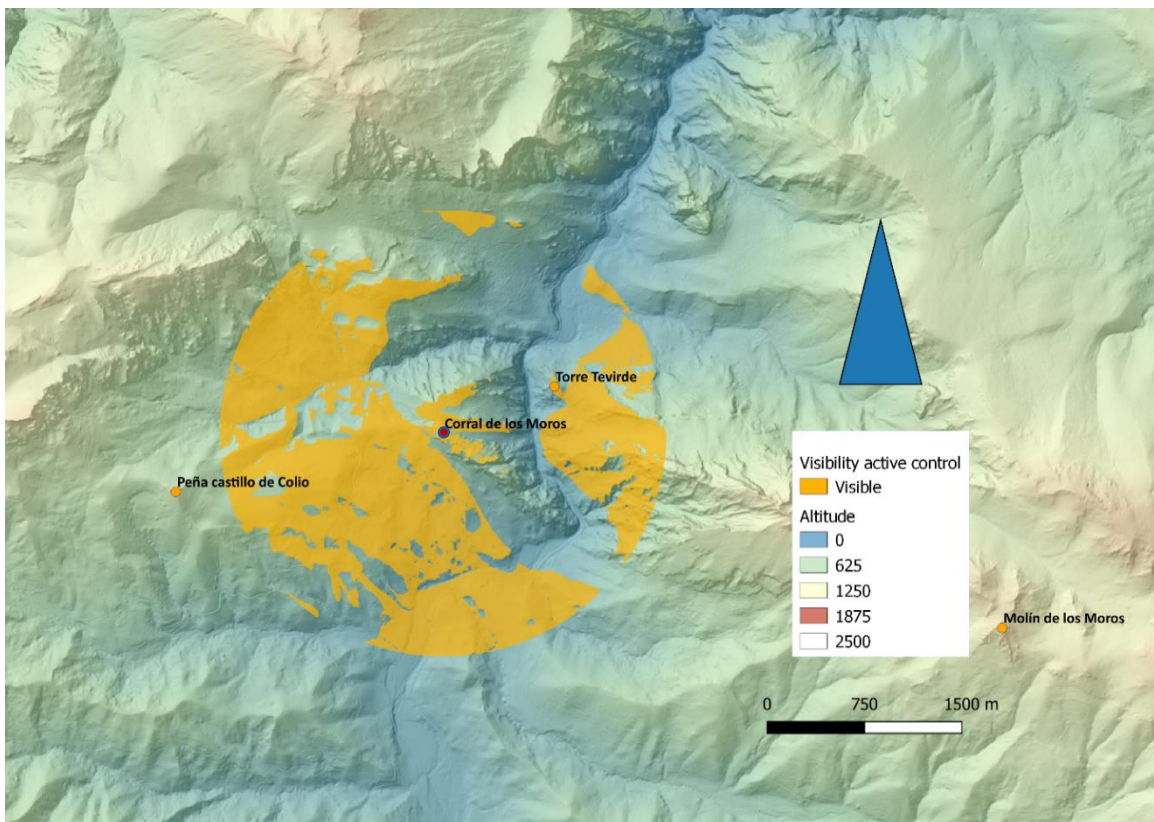 Torre Tevirde
Corral de los Moros
Peña castillo de Colio
Visibility active control
Visible
Altitude
0
625
1250
1875
2500
Molín de los Moros
0 750 1500 m